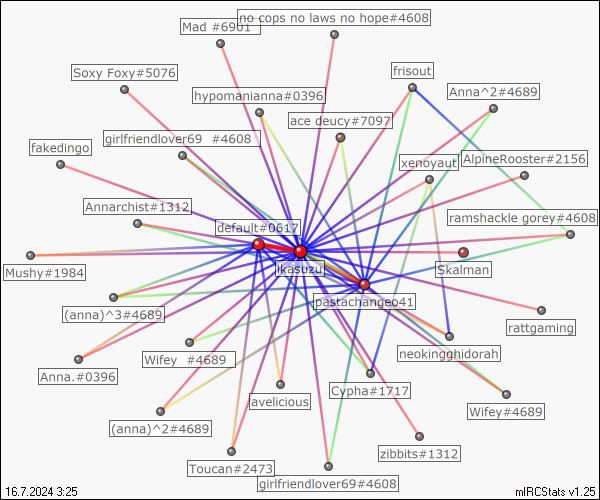 Mad #6901
no cops no laws no hope#4608
Soxy Foxy#5076
frisout
hypomanianna#0396
Anna^2#4689
ace deucy#7097
girlfriendlover69 #4608
fakedingo
xenoyaut
AlpineRooster#2156
Annarchist#1312
default#0617
ramshackle gorey#4608
Mushy#1984
ikasuzu
Skalman
(anna)^3#4689
pastachangeo41
rattgaming
Wifey #4689
neokingghidorah
Anna.#0396
avelicious
Cypha#1717
Wifey#4689
(anna)^2#4689
zibbits#1312
Toucan#2473
girlfriendlover69#4608
16.7.2024 3:25
mIRCStats v1.25